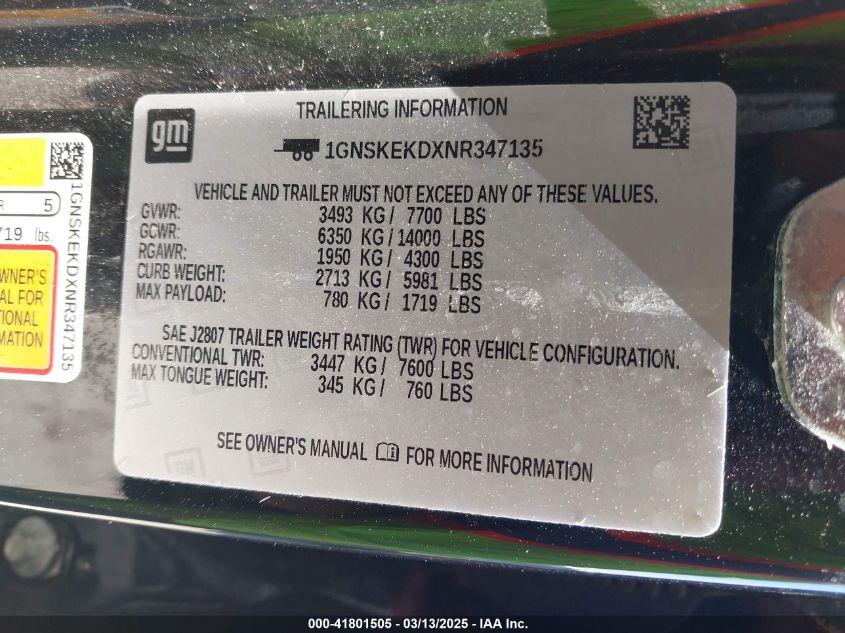 gm
TRAILERING INFORMATION
1GNSKEKDXNR347135
VEHICLE AND TRAILER MUST NOT EXCEED ANY OF THESE VALUES.
GVWR: 3493 KG / 7700 LBS
GCWR: 6350 KG / 14000 LBS
RGAWR: 1950 KG / 4300 LBS
CURB WEIGHT: 2713 KG / 5981 LBS
MAX PAYLOAD: 780 KG / 1719 LBS
SAE J2807 TRAILER WEIGHT RATING (TWR) FOR VEHICLE CONFIGURATION.
CONVENTIONAL TWR: 3447 KG / 7600 LBS
MAX TONGUE WEIGHT: 345 KG / 760 LBS
SEE OWNER'S MANUAL FOR MORE INFORMATION
R 5
719 lbs.
WNER'S
AL FOR
TIONAL
MATION
1GNSKEKDXNR347135
000-41801505 - 03/13/2025 - IAA Inc.